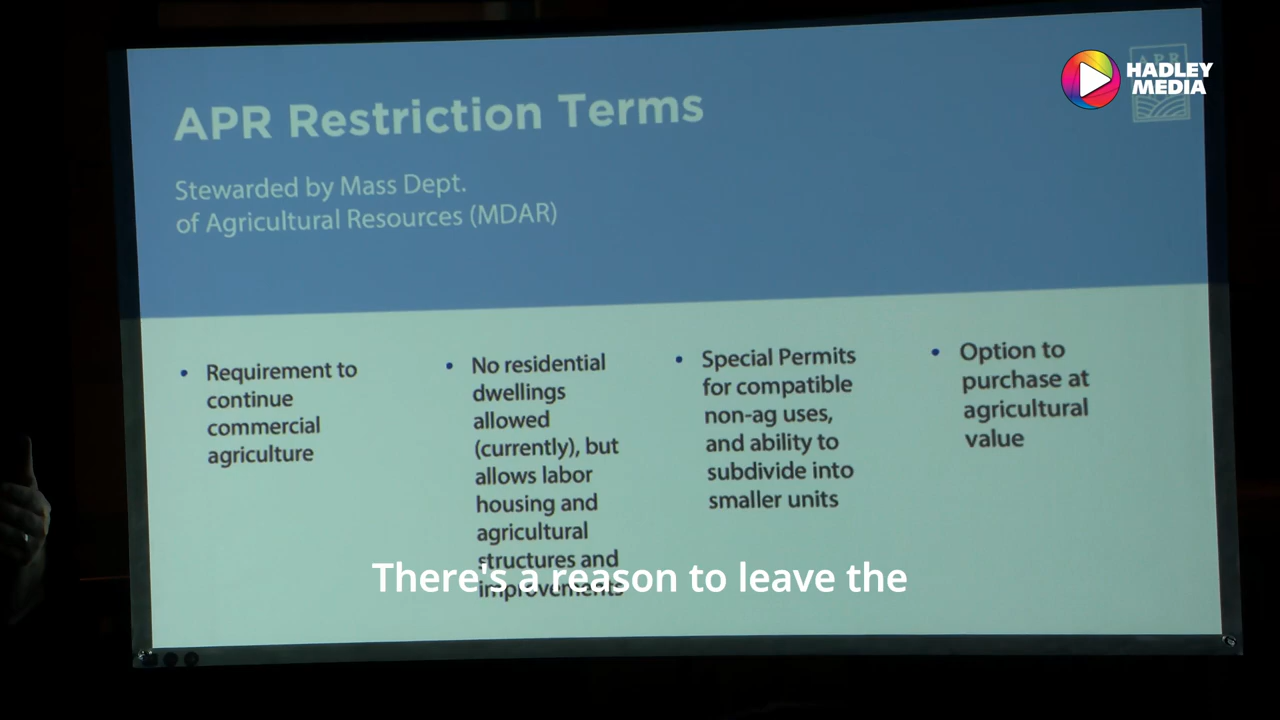 APR Restriction Terms
Stewarded by Mass Dept.
of Agricultural Resources (MDAR)
• Requirement to
continue
commercial
agriculture
• No residential
dwellings
allowed
(currently), but
allows labor
housing and
agricultural
structures and
improvements
• Special Permits
for compatible
non-ag uses,
and ability to
subdivide into
smaller units
• Option to
purchase at
agricultural
value
HADLEY
MEDIA
APR
There's a reason to leave the